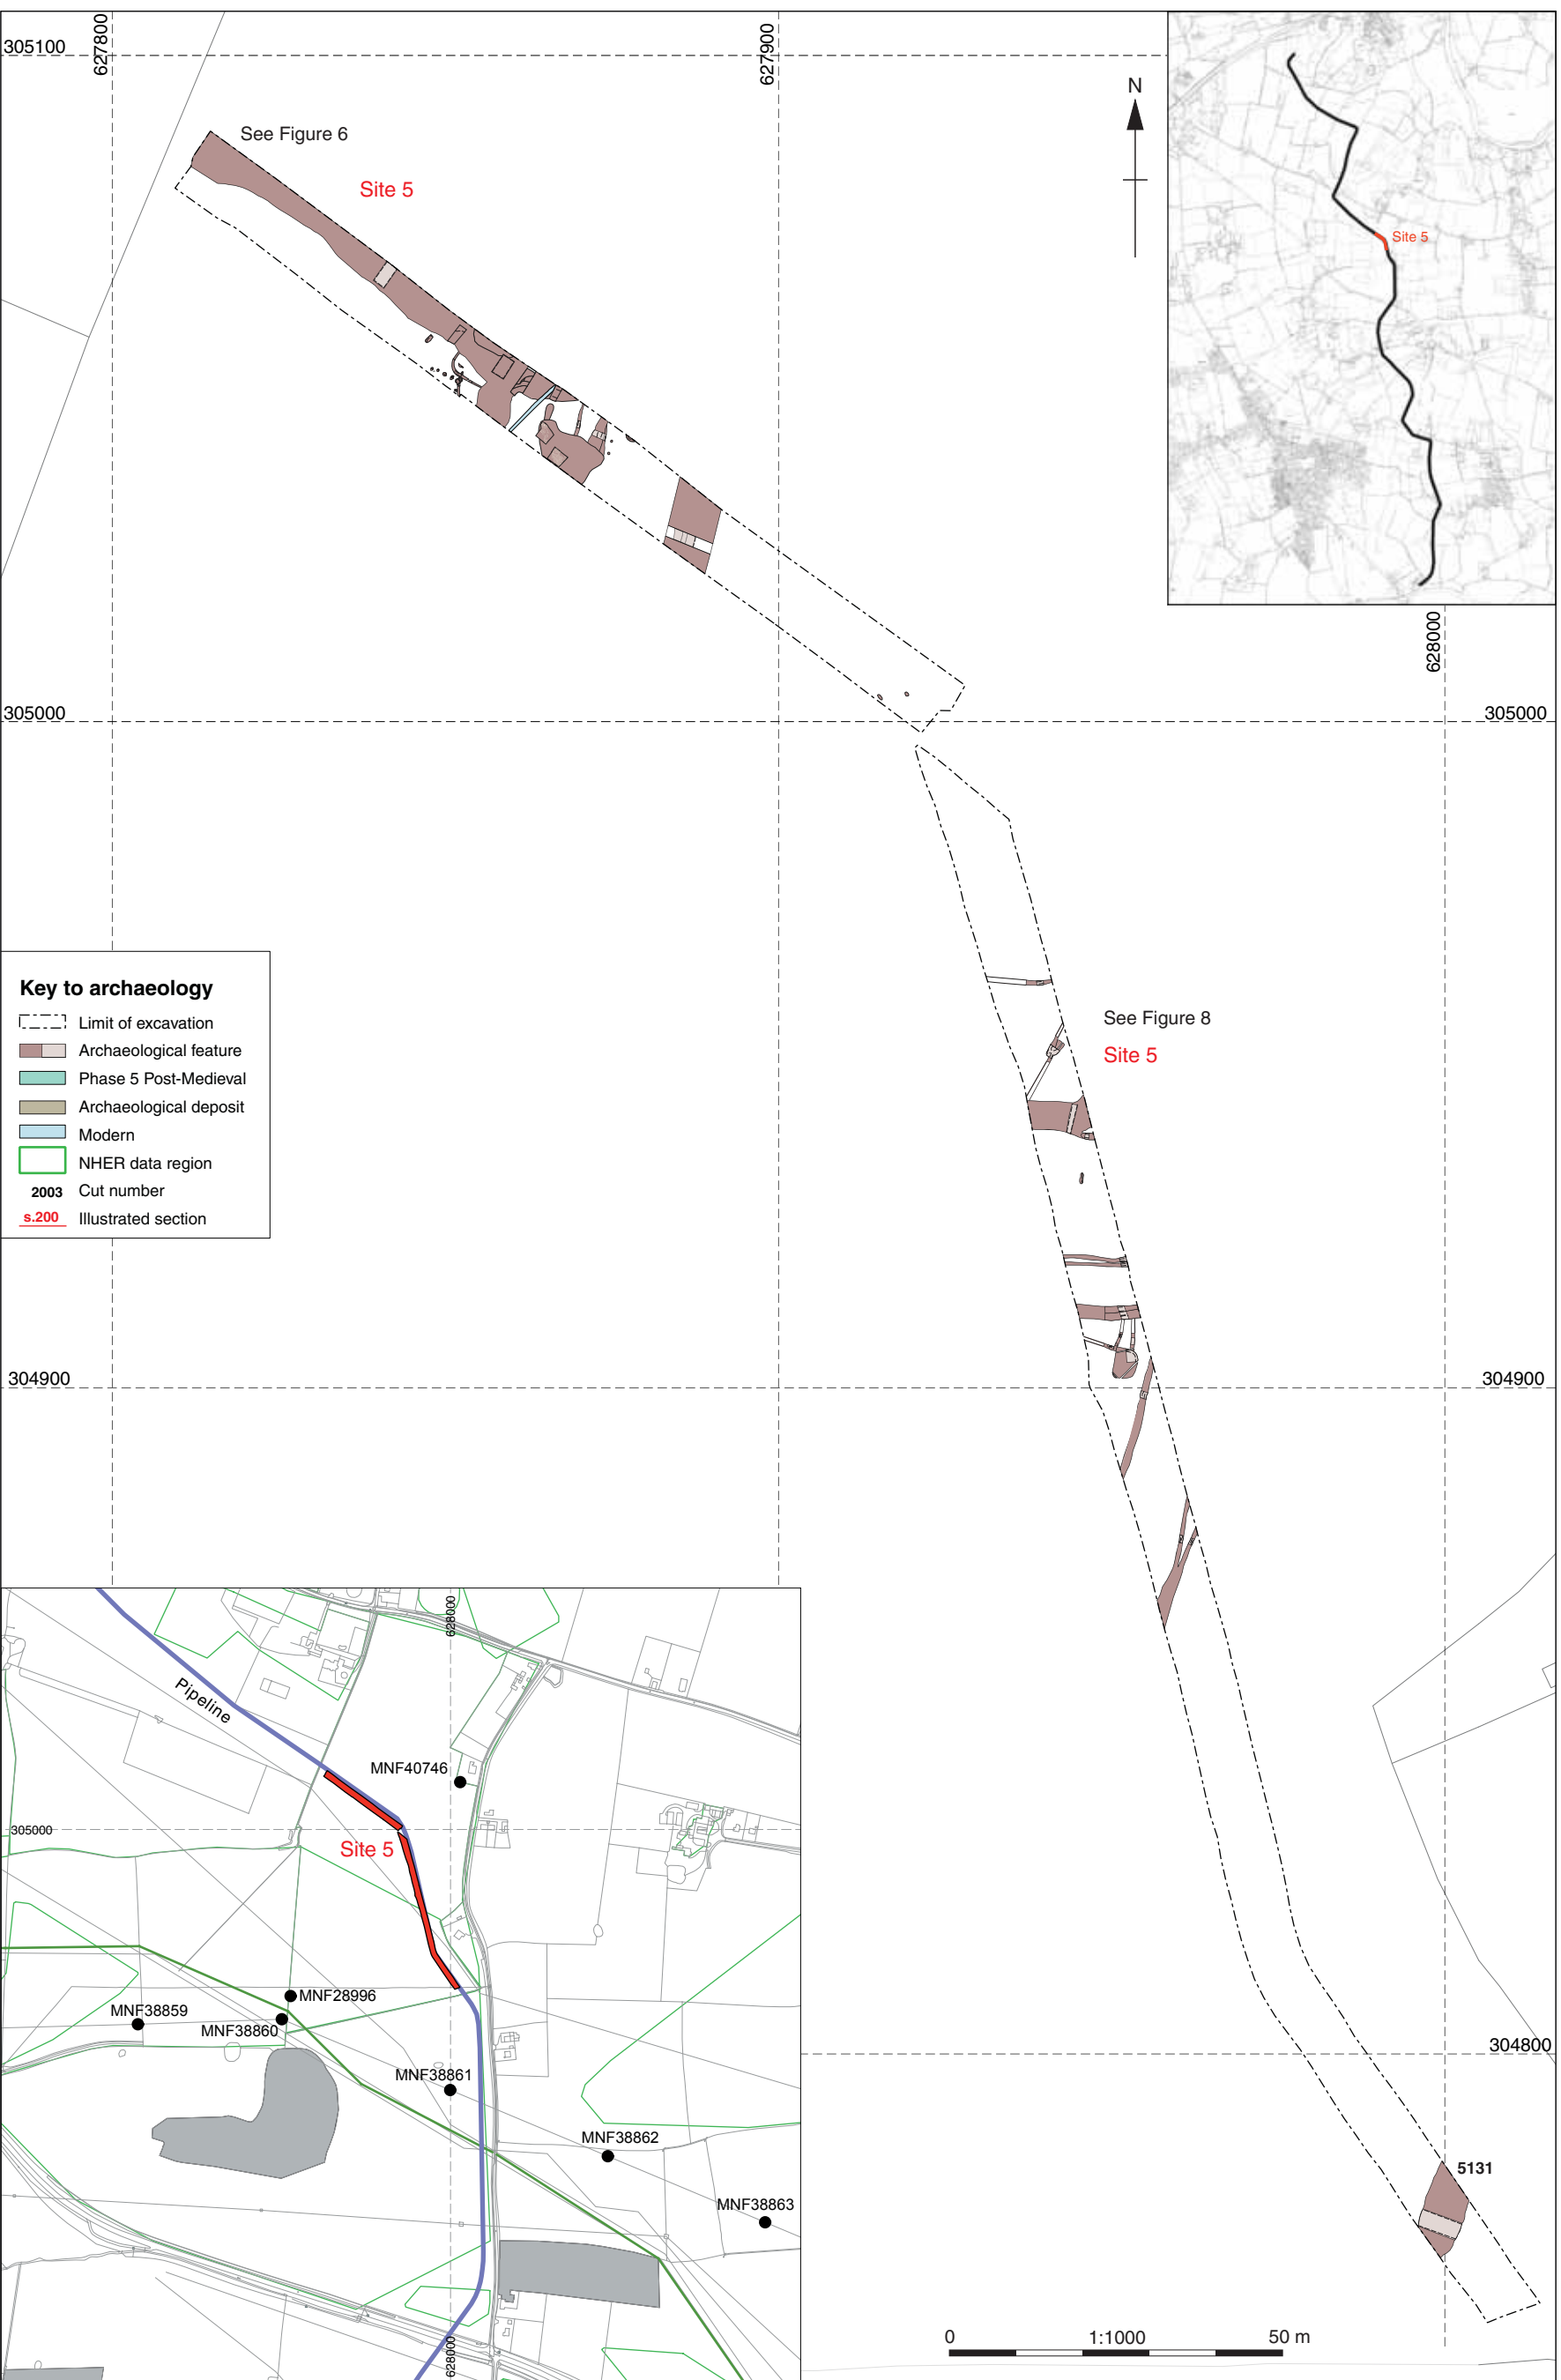 305100
627800
627900
N
See Figure 6
Site 5
Site 5
628000
305000
305000
Key to archaeology
Limit of excavation
Archaeological feature
Phase 5 Post-Medieval
Archaeological deposit
Modern
NHER data region
2003 Cut number
s.200 Illustrated section
See Figure 8
Site 5
304900
304900
628000
Pipeline
MNF40746
305000
Site 5
MNF28996
MNF38859
MNF38860
MNF38861
MNF38862
MNF38863
628000
304800
5131
0 1:1000 50 m